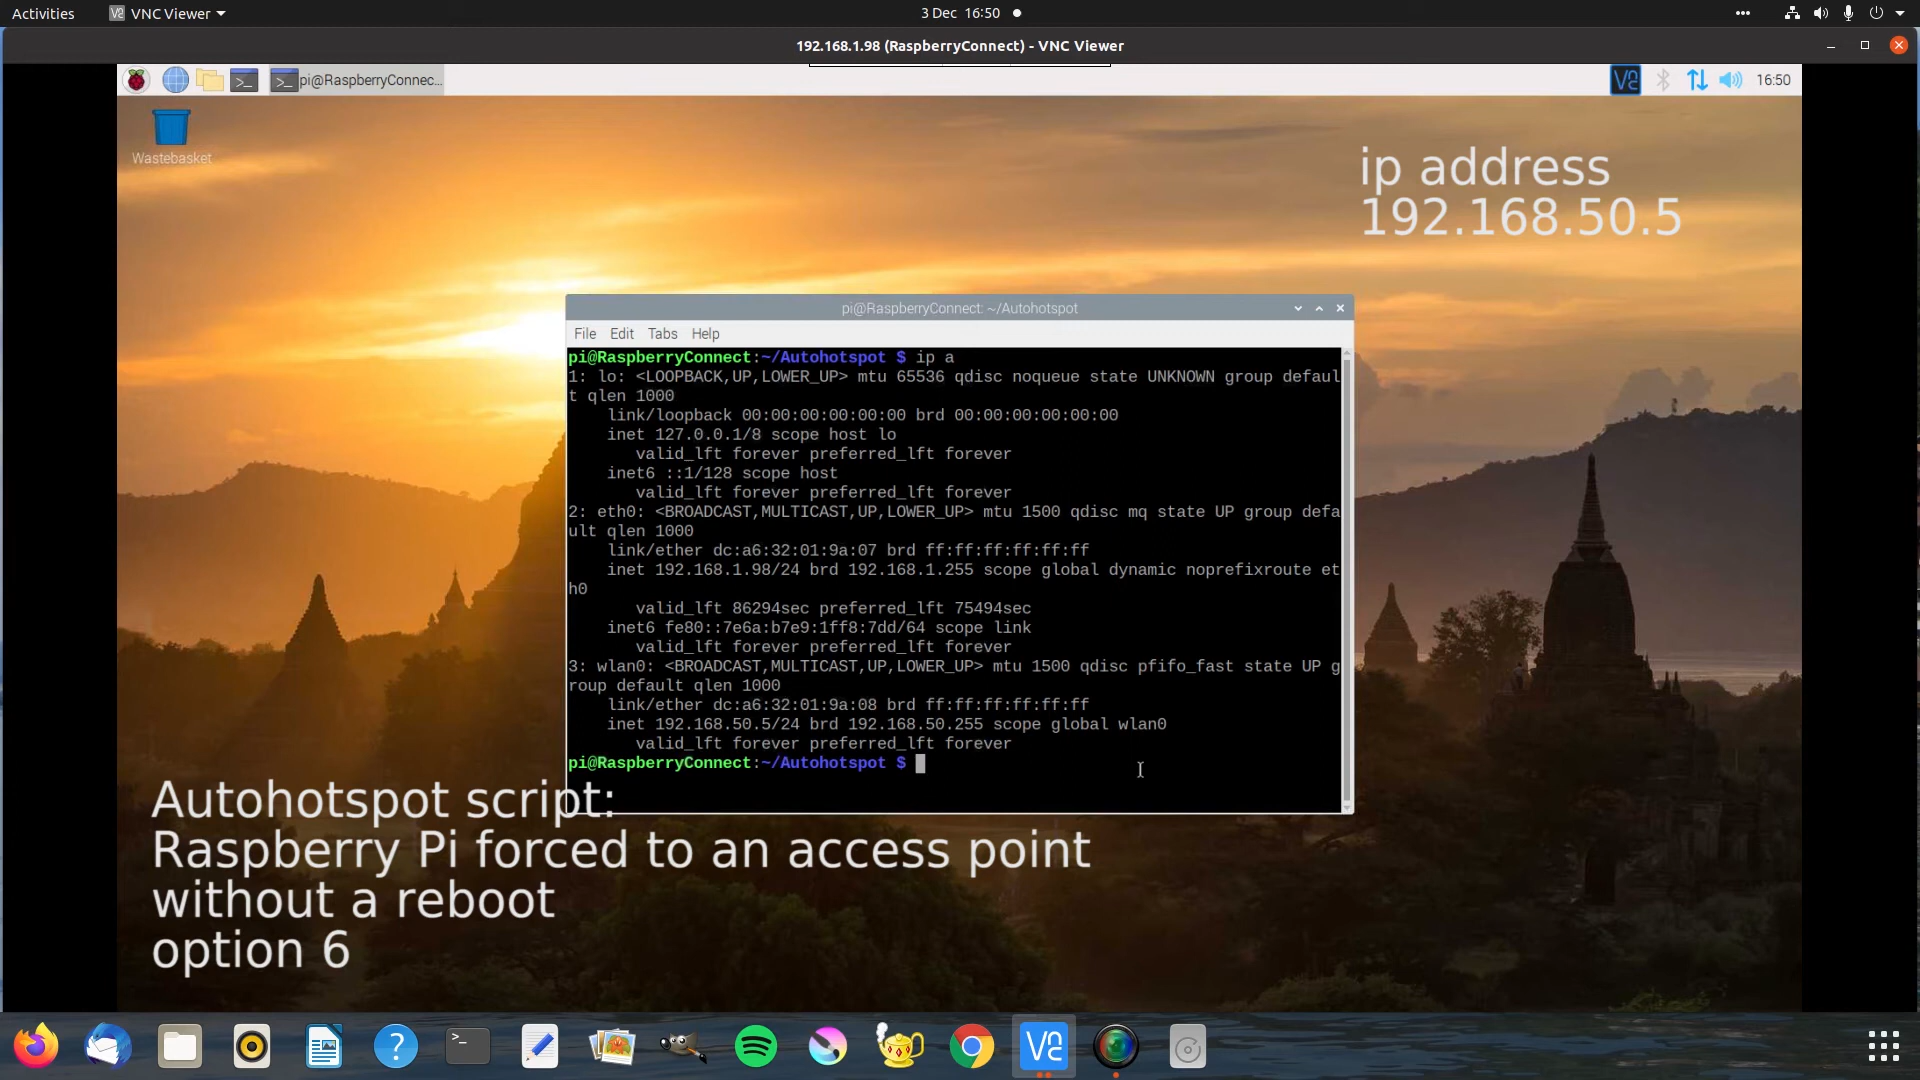 Activities
VNC Viewer
3 Dec 16:50
192.168.1.98 (RaspberryConnect) - VNC Viewer
pi@RaspberryConnec...
16:50
Wastebasket
ip address
192.168.50.5
pi@RaspberryConnect: ~/Autohotspot
File Edit Tabs Help
pi@RaspberryConnect:~/Autohotspot $ ip a
1: lo: <LOOPBACK,UP,LOWER_UP> mtu 65536 qdisc noqueue state UNKNOWN group defaul
t qlen 1000
link/loopback 00:00:00:00:00:00 brd 00:00:00:00:00:00
inet 127.0.0.1/8 scope host lo
valid_lft forever preferred_lft forever
inet6 ::1/128 scope host
valid_lft forever preferred_lft forever
2: eth0: <BROADCAST,MULTICAST,UP,LOWER_UP> mtu 1500 qdisc mq state UP group defa
ult qlen 1000
link/ether dc:a6:32:01:9a:07 brd ff:ff:ff:ff:ff:ff
inet 192.168.1.98/24 brd 192.168.1.255 scope global dynamic noprefixroute et
h0
valid_lft 86294sec preferred_lft 75494sec
inet6 fe80::7e6a:b7e9:1ff8:7dd/64 scope link
valid_lft forever preferred_lft forever
3: wlan0: <BROADCAST,MULTICAST,UP,LOWER_UP> mtu 1500 qdisc pfifo_fast state UP g
roup default qlen 1000
link/ether dc:a6:32:01:9a:08 brd ff:ff:ff:ff:ff:ff
inet 192.168.50.5/24 brd 192.168.50.255 scope global wlan0
valid_lft forever preferred_lft forever
pi@RaspberryConnect:~/Autohotspot $
Autohotspot script:
Raspberry Pi forced to an access point
without a reboot
option 6